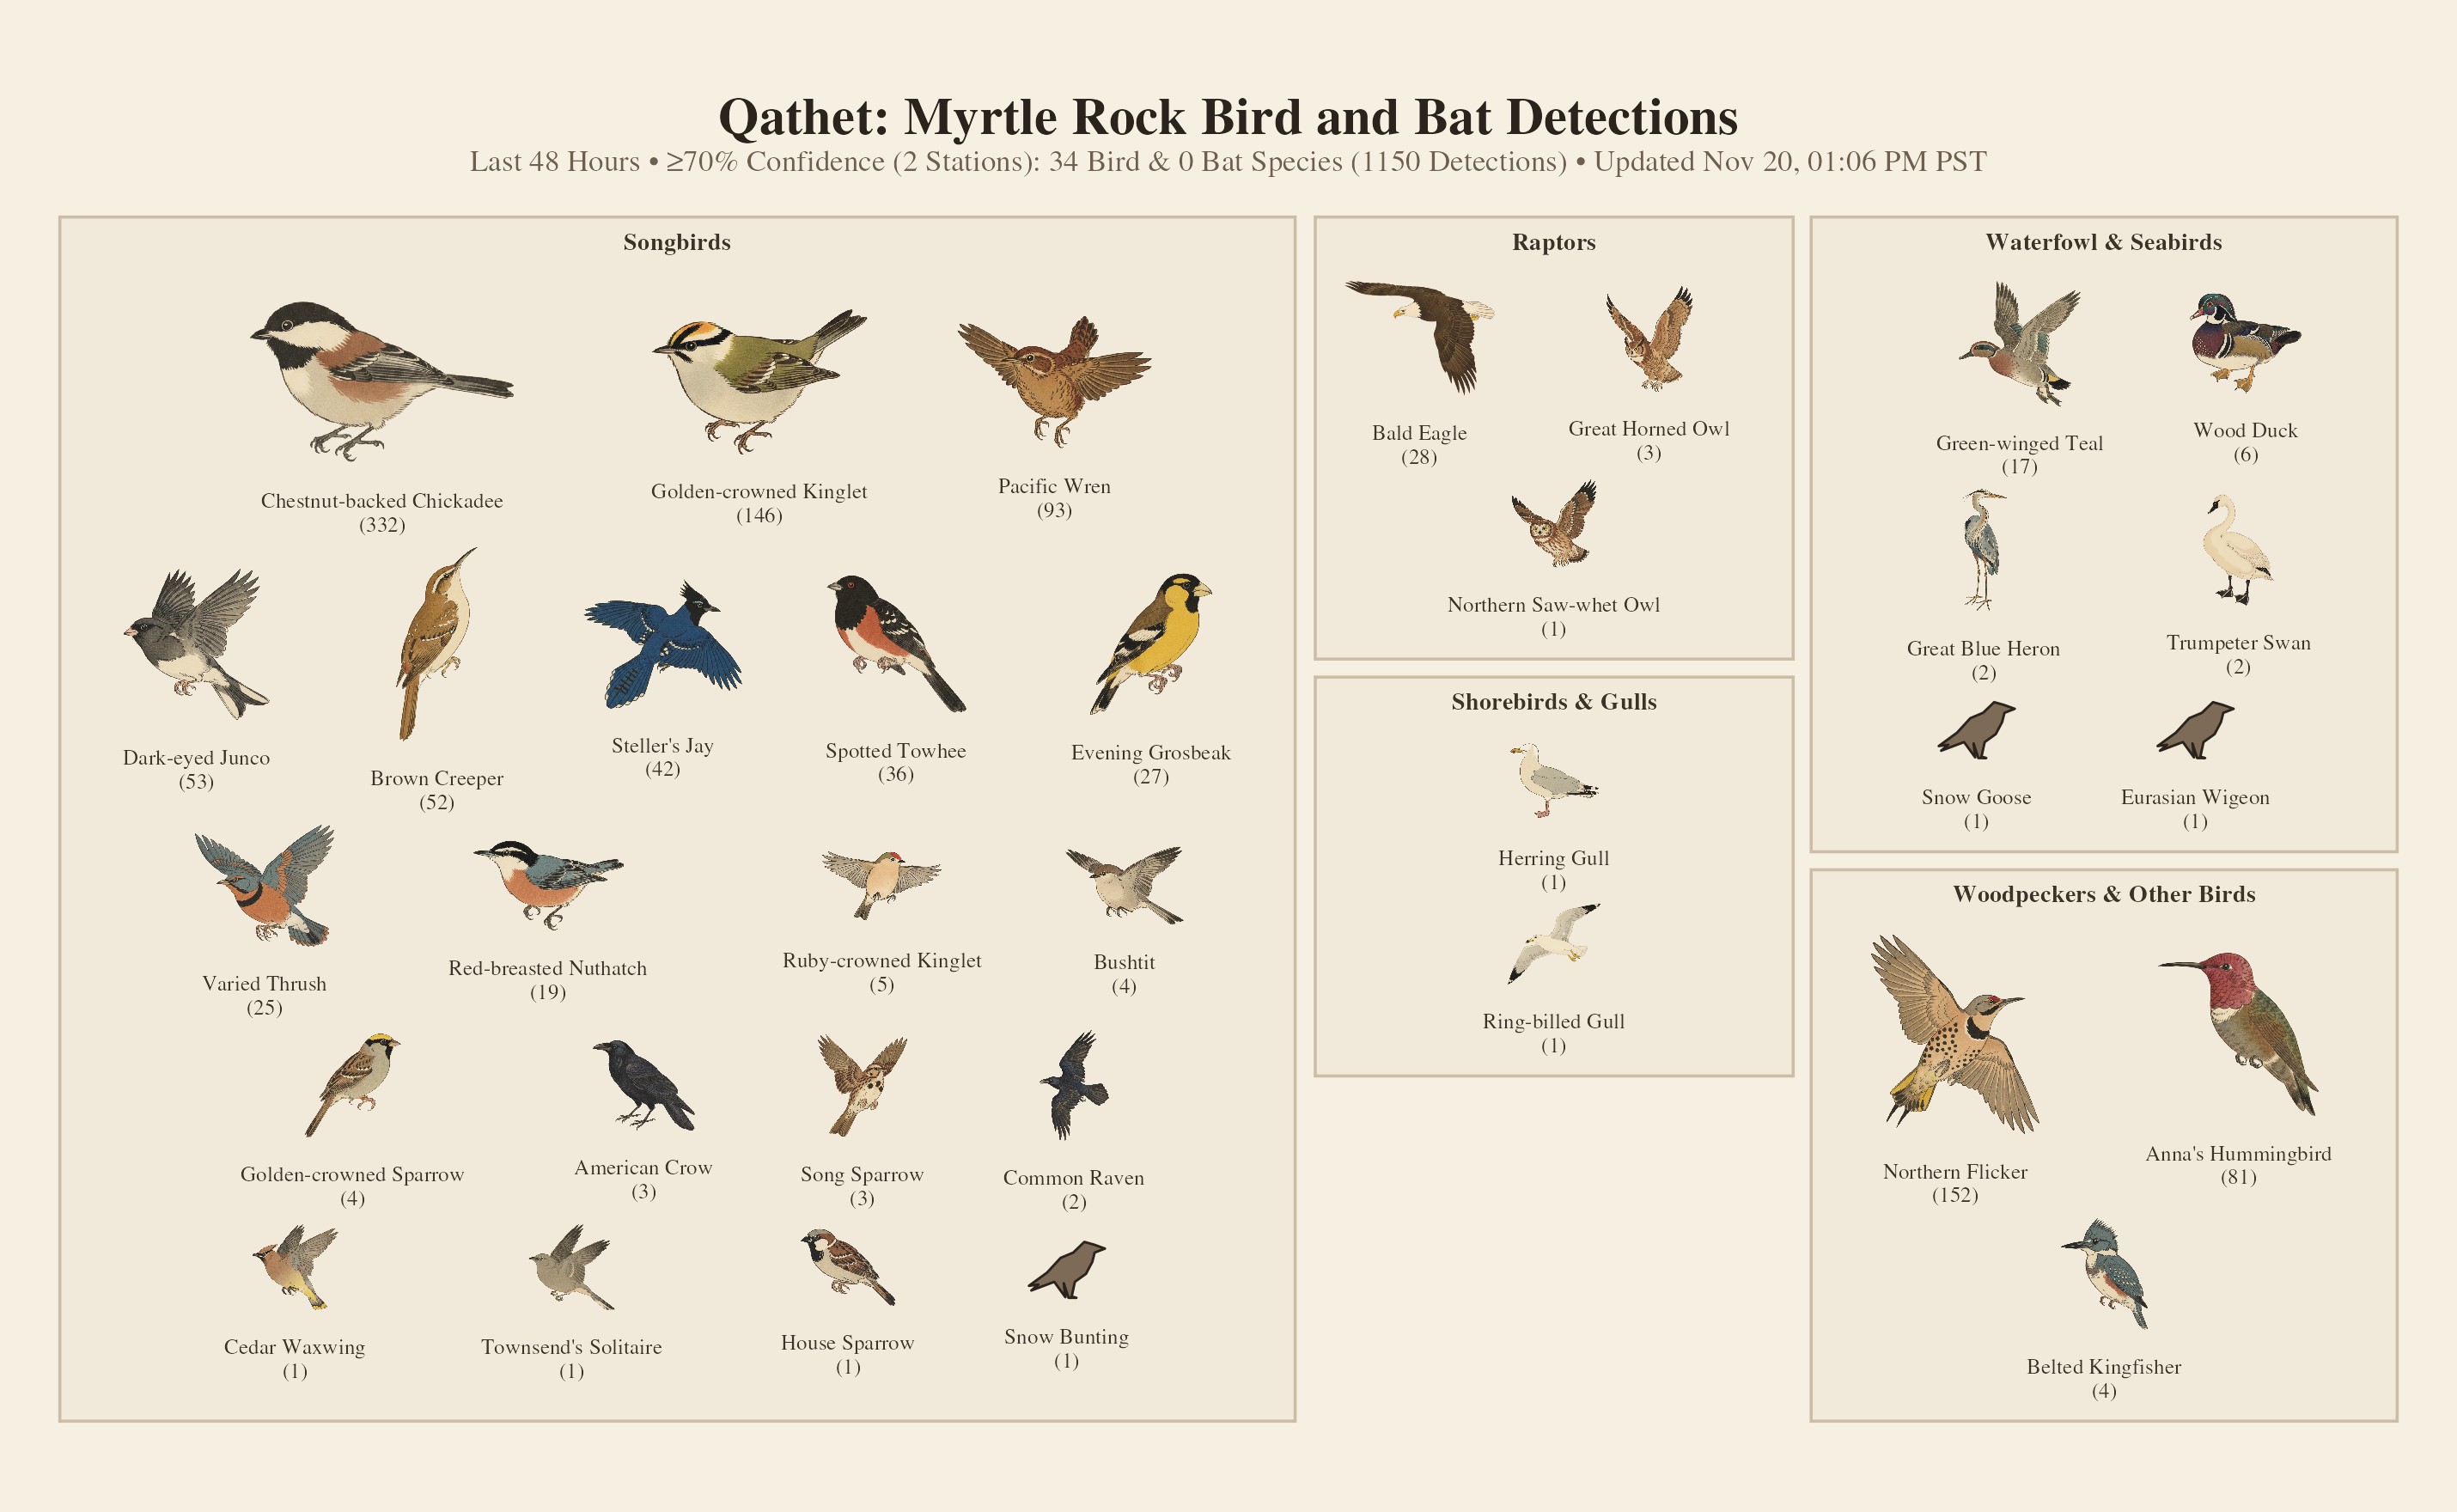 Qathet: Myrtle Rock Bird and Bat Detections
Last 48 Hours • ≥70% Confidence (2 Stations): 34 Bird & 0 Bat Species (1150 Detections) • Updated Nov 20, 01:06 PM PST
Songbirds
Chestnut-backed Chickadee
(332)
Golden-crowned Kinglet
(146)
Pacific Wren
(93)
Dark-eyed Junco
(53)
Brown Creeper
(52)
Steller's Jay
(42)
Spotted Towhee
(36)
Evening Grosbeak
(27)
Varied Thrush
(25)
Red-breasted Nuthatch
(19)
Ruby-crowned Kinglet
(5)
Bushtit
(4)
Golden-crowned Sparrow
(4)
American Crow
(3)
Song Sparrow
(3)
Common Raven
(2)
Cedar Waxwing
(1)
Townsend's Solitaire
(1)
House Sparrow
(1)
Snow Bunting
(1)
Raptors
Bald Eagle
(28)
Great Horned Owl
(3)
Northern Saw-whet Owl
(1)
Shorebirds & Gulls
Herring Gull
(1)
Ring-billed Gull
(1)
Waterfowl & Seabirds
Green-winged Teal
(17)
Wood Duck
(6)
Great Blue Heron
(2)
Trumpeter Swan
(2)
Snow Goose
(1)
Eurasian Wigeon
(1)
Woodpeckers & Other Birds
Northern Flicker
(152)
Anna's Hummingbird
(81)
Belted Kingfisher
(4)